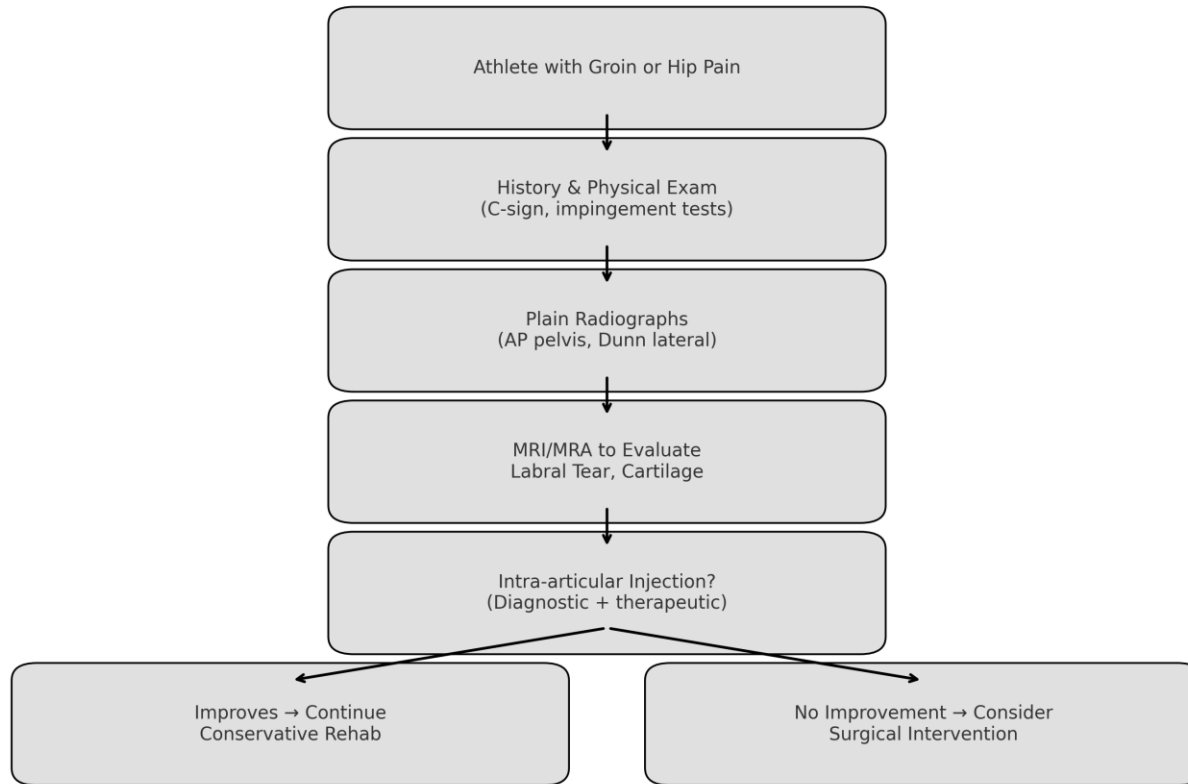 Athlete with Groin or Hip Pain
History & Physical Exam
(C-sign, impingement tests)
Plain Radiographs
(AP pelvis, Dunn lateral)
MRI/MRA to Evaluate
Labral Tear, Cartilage
Intra-articular Injection?
(Diagnostic + therapeutic)
Improves → Continue
Conservative Rehab
No Improvement → Consider
Surgical Intervention